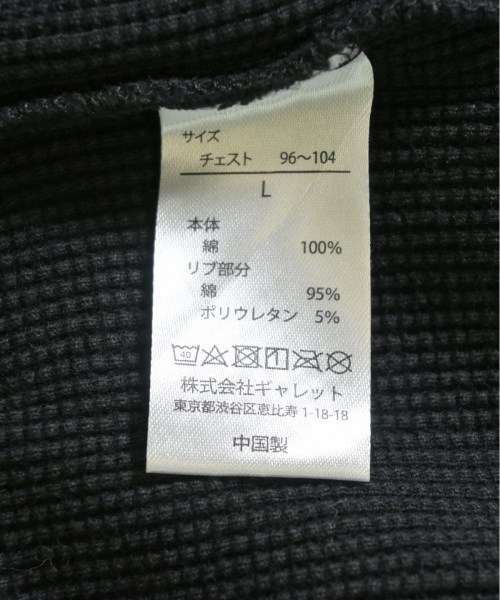 サイズ
チェスト 96～104
L
本体
綿 100%
リブ部分
綿 95%
ポリウレタン 5%
40
株式会社ギャレット
東京都渋谷区恵比寿 1-18-18
中国製